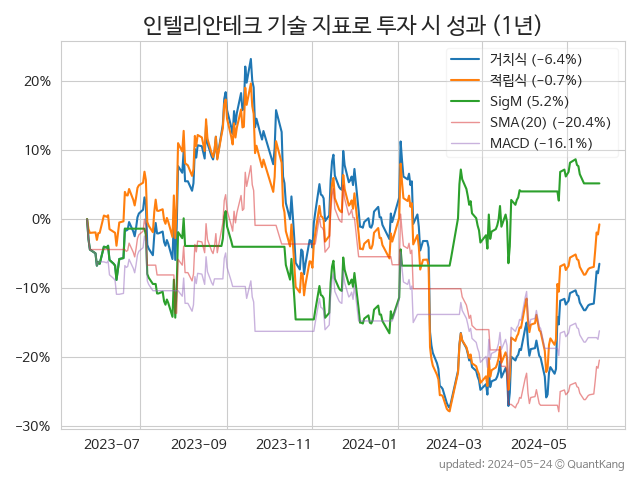 인텔리안테크 기술 지표로 투자 시 성과 (1년)
거치식 (−6.4%)
적립식 (−0.7%)
SigM (5.2%)
SMA(20) (−20.4%)
MACD (−16.1%)
20%
10%
0%
−10%
−20%
−30%
2023−07
2023−09
2023−11
2024−01
2024−03
2024−05
updated: 2024−05−24 © QuantKang